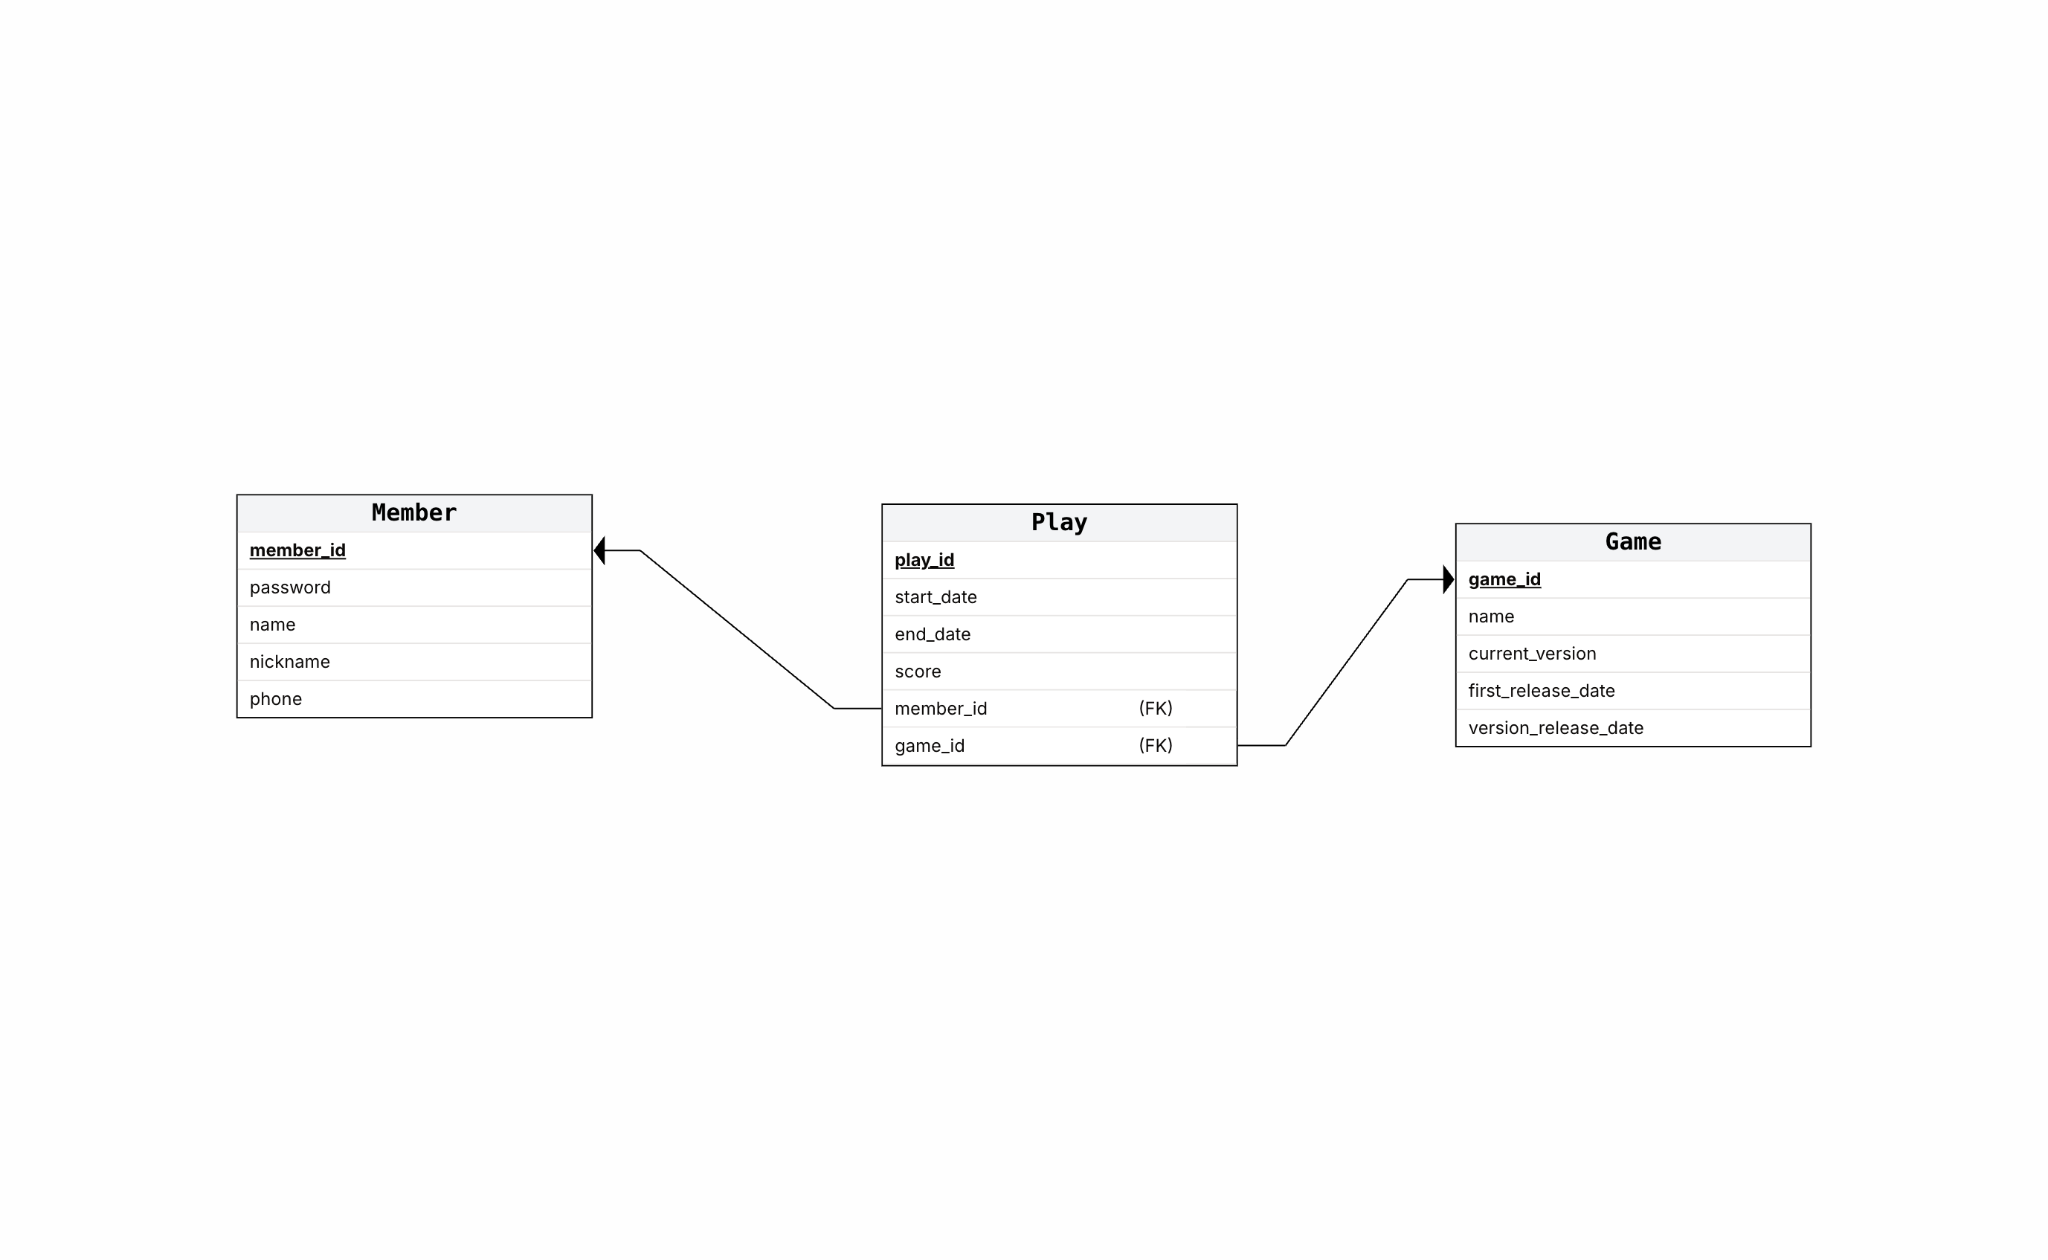 Member
member_id
password
name
nickname
phone
Play
play_id
start_date
end_date
score
member_id (FK)
game_id (FK)
Game
game_id
name
current_version
first_release_date
version_release_date